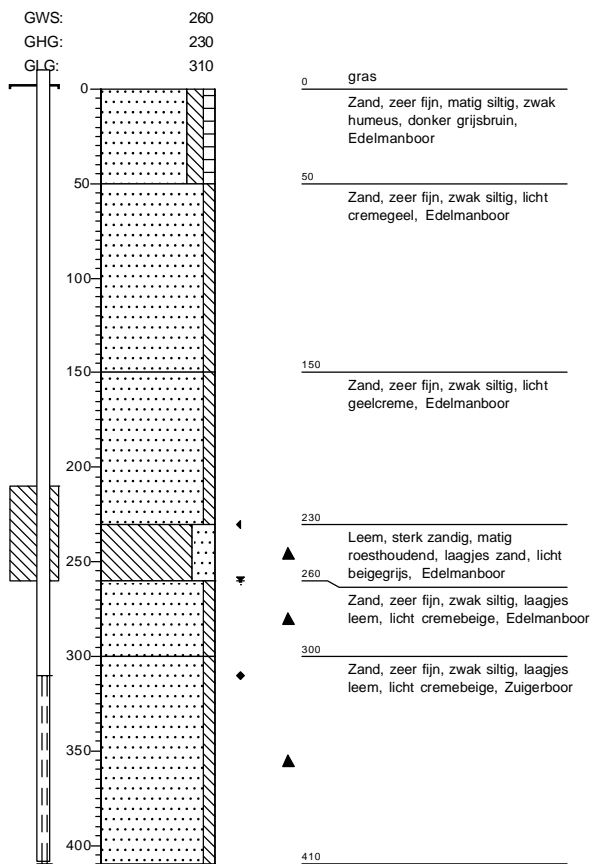 GWS: 260
GHG: 230
GLG: 310
0
0 gras
Zand, zeer fijn, matig siltig, zwak
humeus, donker grijsbruin,
Edelmanboor
50
50
Zand, zeer fijn, zwak siltig, licht
cremegeel, Edelmanboor
100
150
150
Zand, zeer fijn, zwak siltig, licht
geelcreme, Edelmanboor
200
230
Leem, sterk zandig, matig
roesthoudend, laagjes zand, licht
beigegrijs, Edelmanboor
250
260
Zand, zeer fijn, zwak siltig, laagjes
leem, licht cremebeige, Edelmanboor
300
300
Zand, zeer fijn, zwak siltig, laagjes
leem, licht cremebeige, Zuigerboor
350
400
410